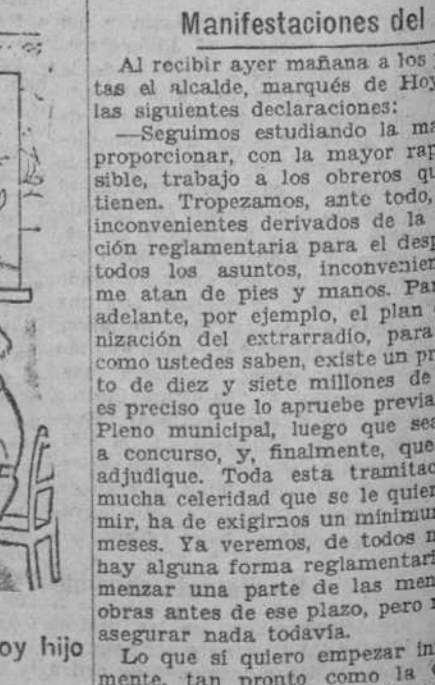 Manifestaciones del
Al recibir ayer mañana a los
tas el alcalde, marqués de Hoy
las siguientes declaraciones:
—Seguimos estudiando la ma
proporcionar, con la mayor rap
sible, trabajo a los obreros qu
tienen. Tropezamos, ante todo,
inconvenientes derivados de la
ción reglamentaria para el desp
todos los asuntos, inconvenien
me atan de pies y manos. Par
adelante, por ejemplo, el plan
nización del extrarradio, para
como ustedes saben, existe un pr
to de diez y siete millones de
es preciso que lo apruebe previa
Pleno municipal, luego que sea
a concurso, y, finalmente, que
adjudique. Toda esta tramitac
mucha celeridad que se le quier
mir, ha de exigirnos un mínimum
meses. Ya veremos, de todos m
hay alguna forma reglamentari
menzar una parte de las men
obras antes de ese plazo, pero
asegurar nada todavía.
Lo que sí quiero empezar in
mente, tan pronto como la
oy hijo